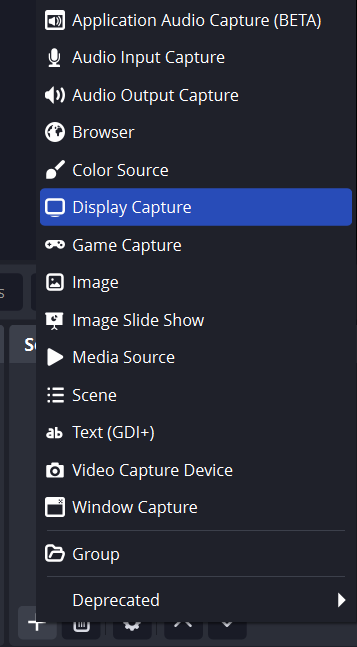 Application Audio Capture (BETA)
Audio Input Capture
Audio Output Capture
Browser
Color Source
Display Capture
Game Capture
Image
Image Slide Show
Media Source
Scene
ab Text (GDI+)
Video Capture Device
Window Capture
Group
Deprecated